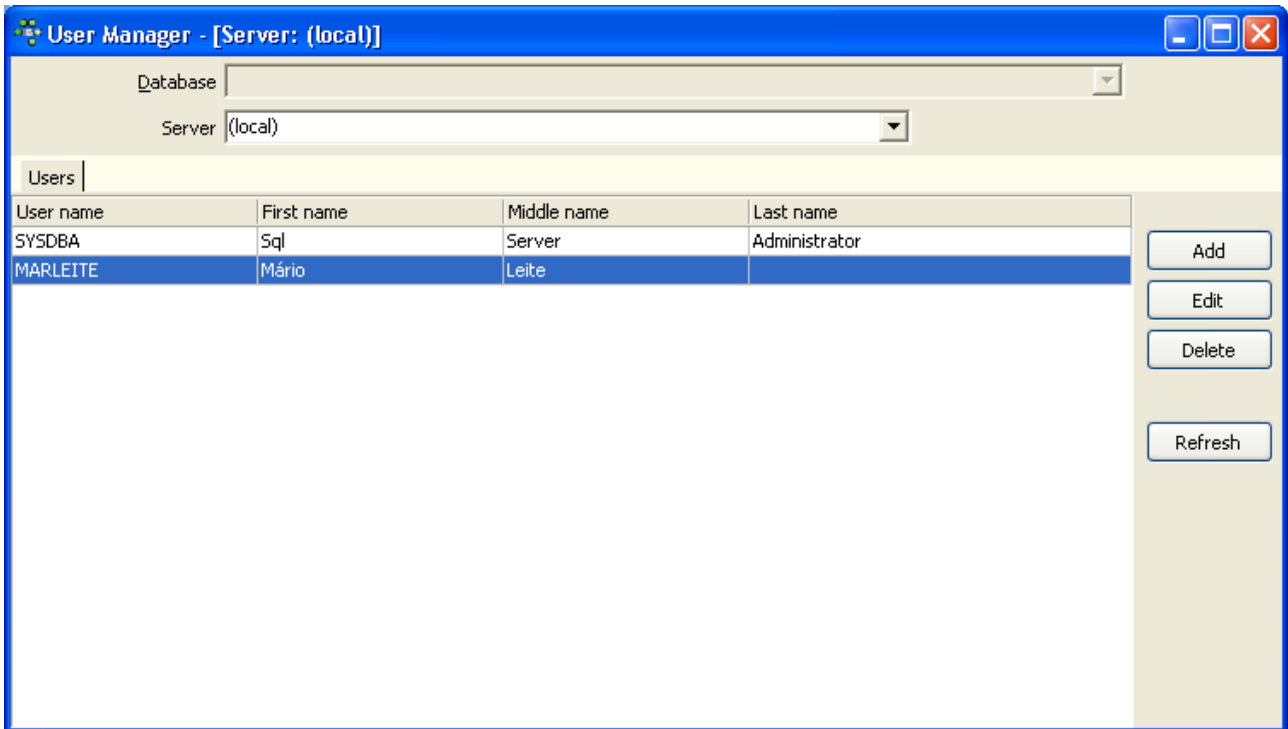 User Manager - [Server: (local)]
Database
Server (local)
Users
User name First name Middle name Last name
SYSDBA Sql Server Administrator
MARLEITE Mário Leite
Add
Edit
Delete
Refresh